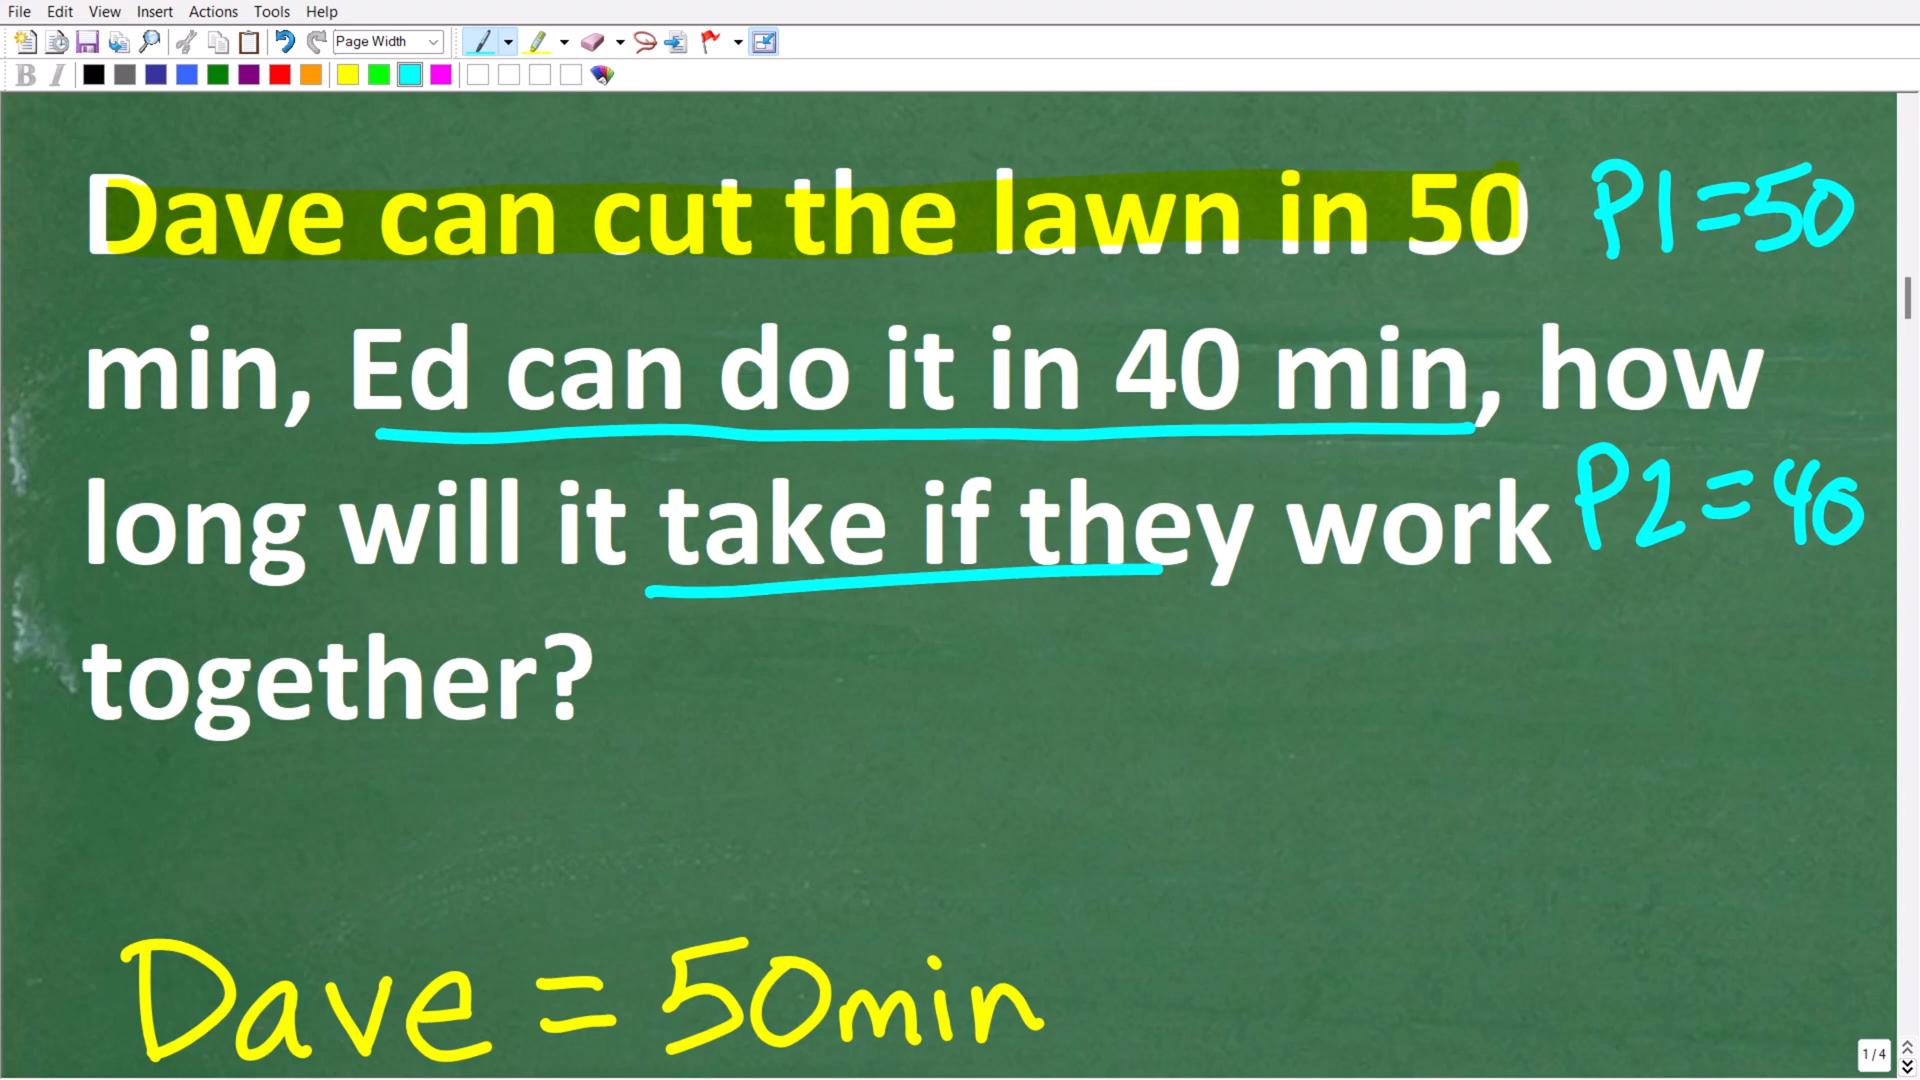 File Edit View Insert Actions Tools Help
Page Width
B I
Dave can cut the lawn in 50 P1=50
min, Ed can do it in 40 min, how
long will it take if they work P2=40
together?
Dave = 50min
1/4